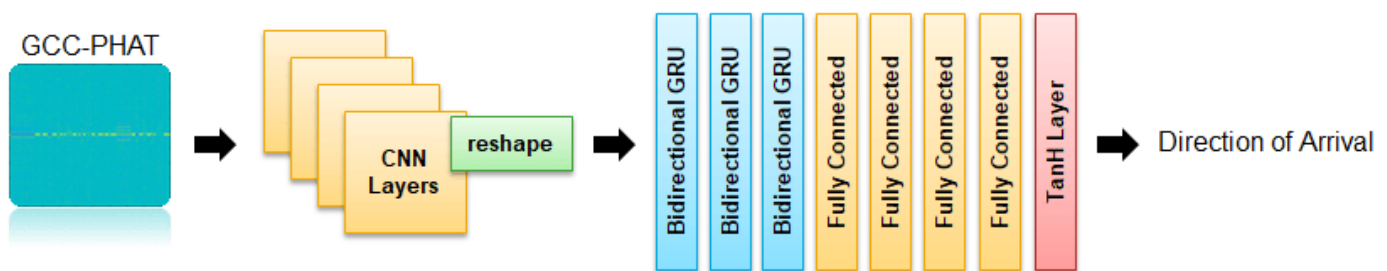 GCC-PHAT
CNN
Layers
reshape
Bidirectional GRU
Bidirectional GRU
Bidirectional GRU
Fully Connected
Fully Connected
Fully Connected
Fully Connected
TanH Layer
Direction of Arrival